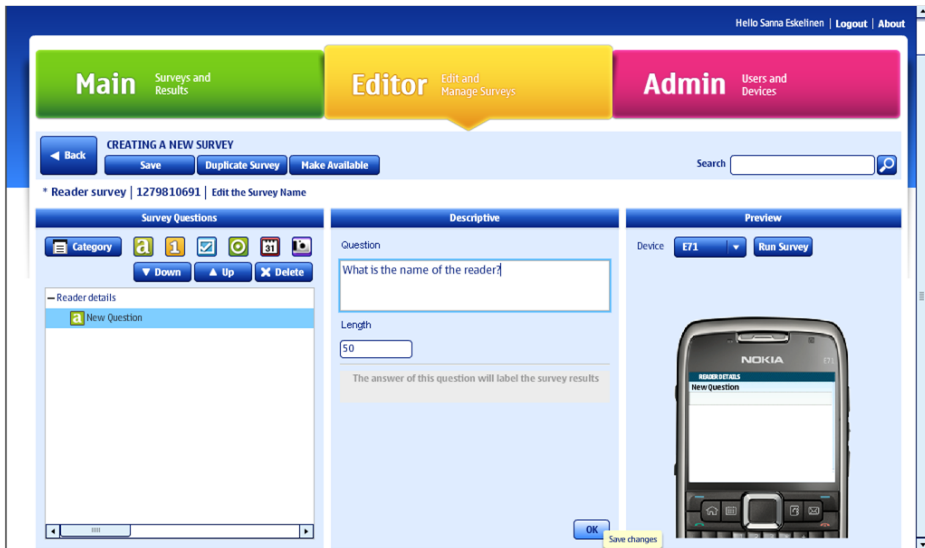 Hello Sanna Eskelinen | Logout | About
Main Surveys and Results
Editor Edit and Manage Surveys
Admin Users and Devices
Back
CREATING A NEW SURVEY
Save Duplicate Survey Make Available
Search
* Reader survey | 1279810691 | Edit the Survey Name
Survey Questions
Category a 1 31
Down Up Delete
Reader details
a New Question
Descriptive
Question
What is the name of the reader?
Length
50
The answer of this question will label the survey results
OK
Save changes
Preview
Device E71 Run Survey
NOKIA E71
READER DETAILS
New Question